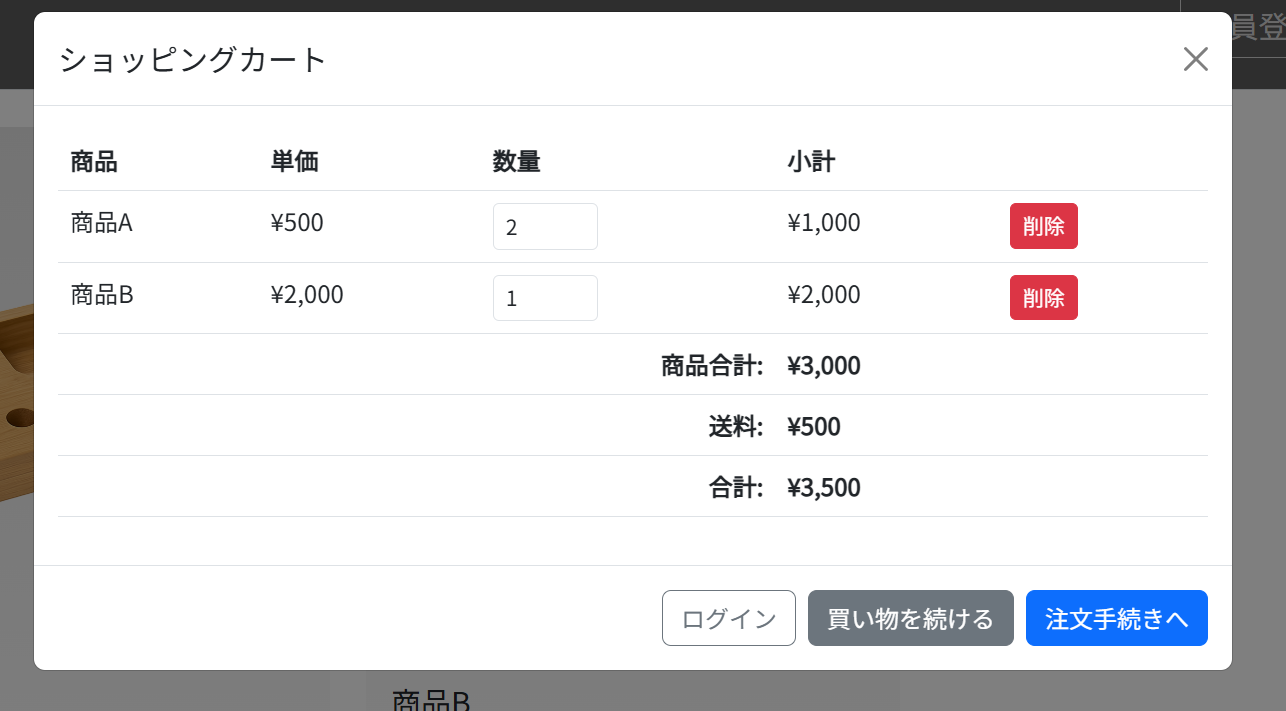 員登
ショッピングカート
商品 単価 数量 小計
商品A ¥500 2 ¥1,000 削除
商品B ¥2,000 1 ¥2,000 削除
商品合計: ¥3,000
送料: ¥500
合計: ¥3,500
ログイン 買い物を続ける 注文手続きへ
商品B